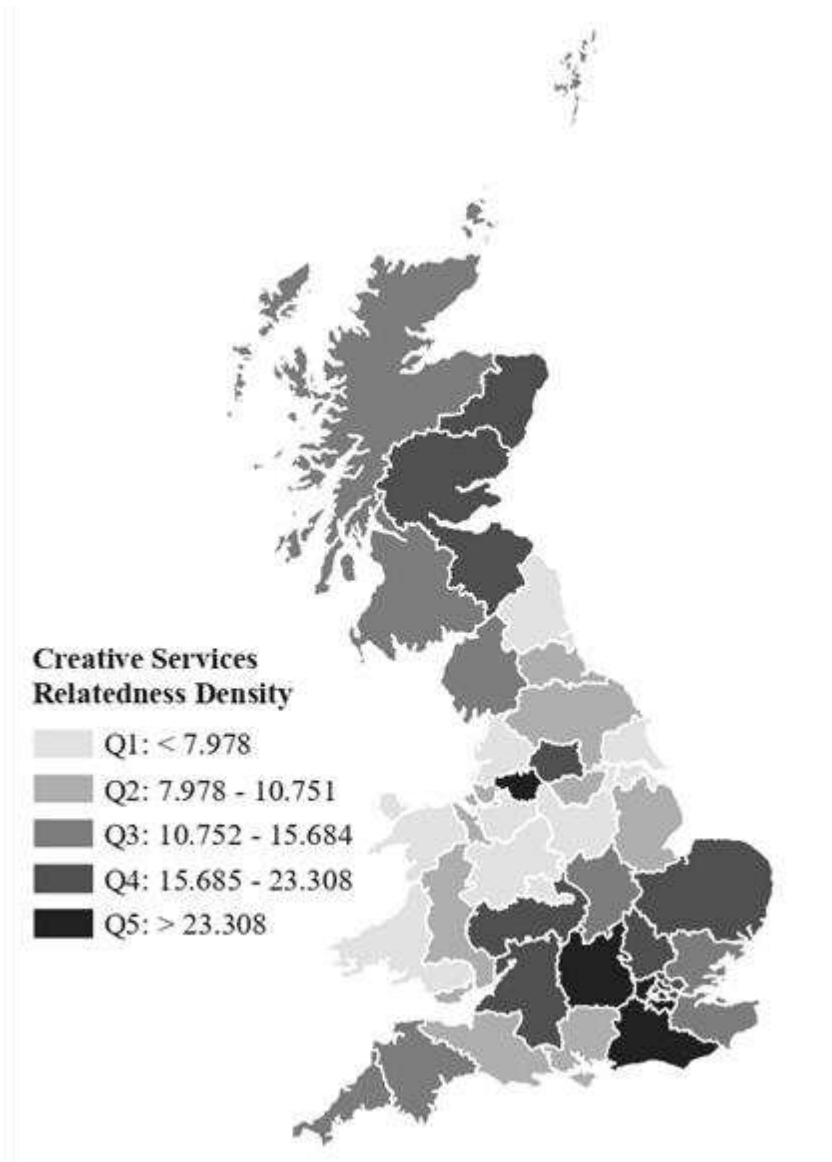 Creative Services
Relatedness Density
Q1: < 7.978
Q2: 7.978 - 10.751
Q3: 10.752 - 15.684
Q4: 15.685 - 23.308
Q5: > 23.308